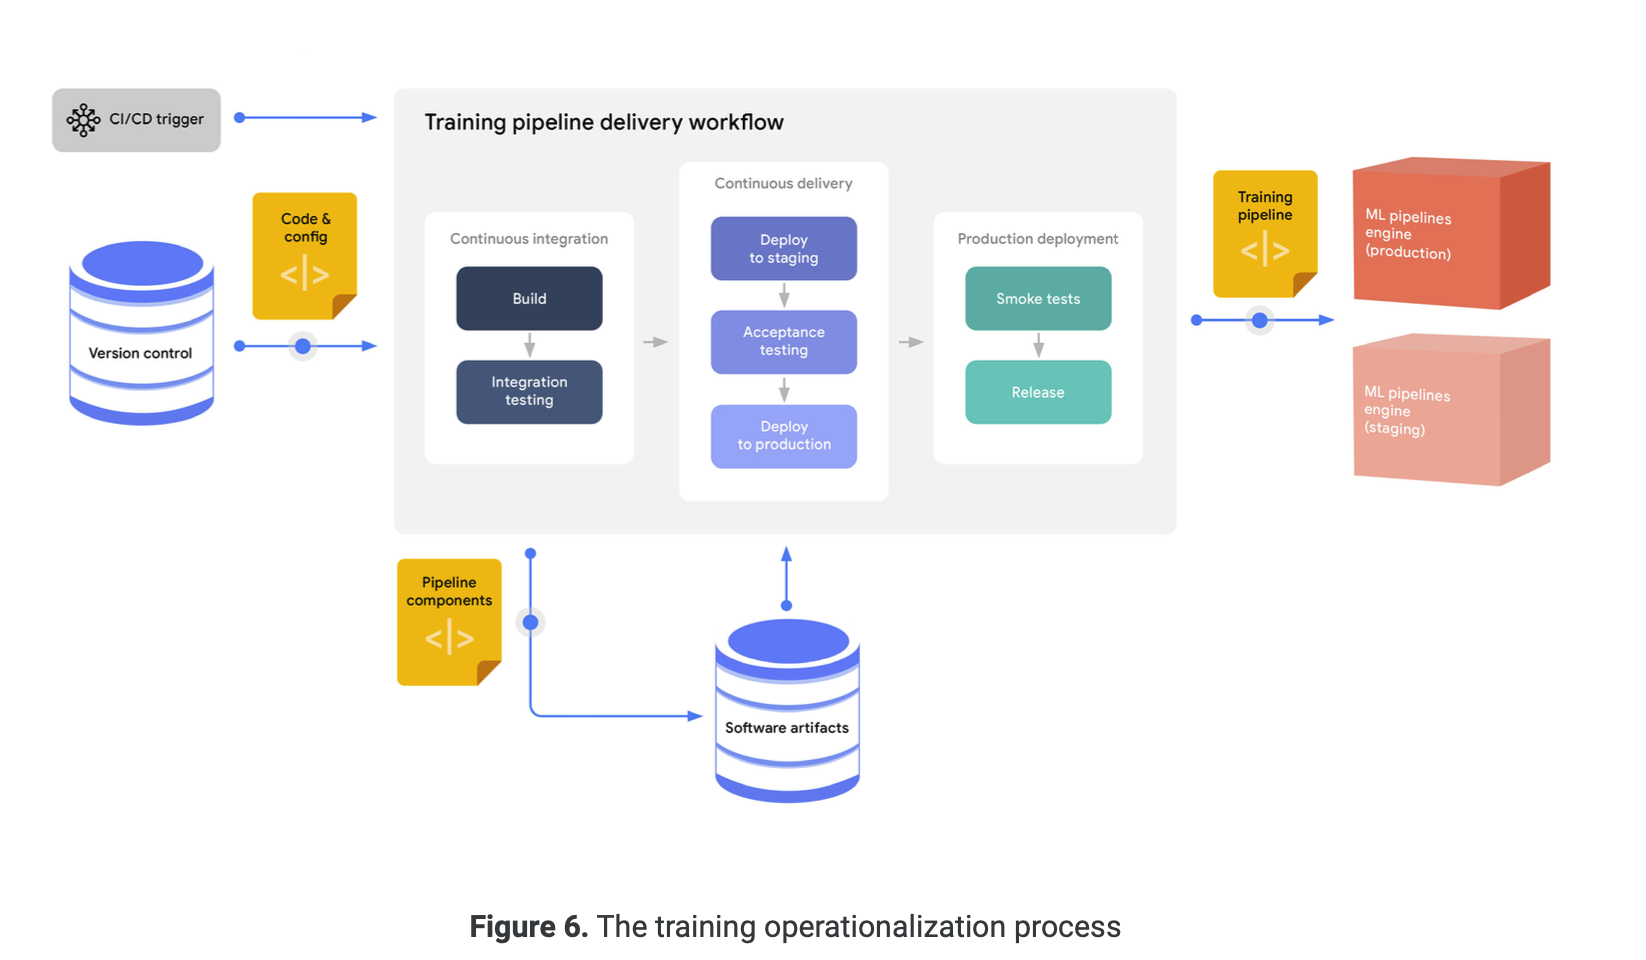 CI/CD trigger
Training pipeline delivery workflow
Code &
config
</>
Version control
Continuous integration
Build
Integration
testing
Continuous delivery
Deploy
to staging
Acceptance
testing
Deploy
to production
Production deployment
Smoke tests
Release
Training
pipeline
</>
ML pipelines
engine
(production)
ML pipelines
engine
(staging)
Pipeline
components
</>
Software artifacts
Figure 6. The training operationalization process